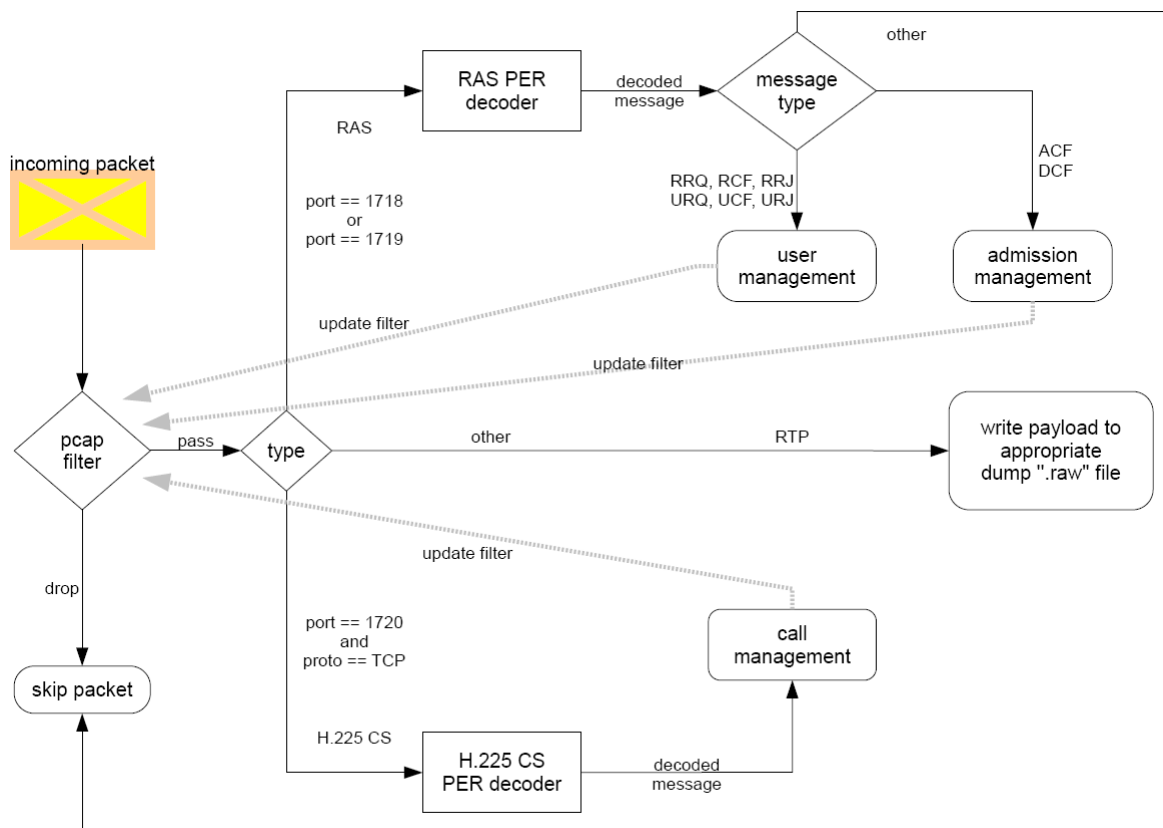 other
RAS PER
decoder
decoded
message
message
type
RAS
incoming packet
ACF
DCF
RRQ, RCF, RRJ
URQ, UCF, URJ
port == 1718
or
port == 1719
user
management
admission
management
update filter
update filter
pcap
filter
pass
type
other
RTP
write payload to
appropriate
dump ".raw" file
update filter
drop
port == 1720
and
proto == TCP
call
management
skip packet
H.225 CS
H.225 CS
PER decoder
decoded
message